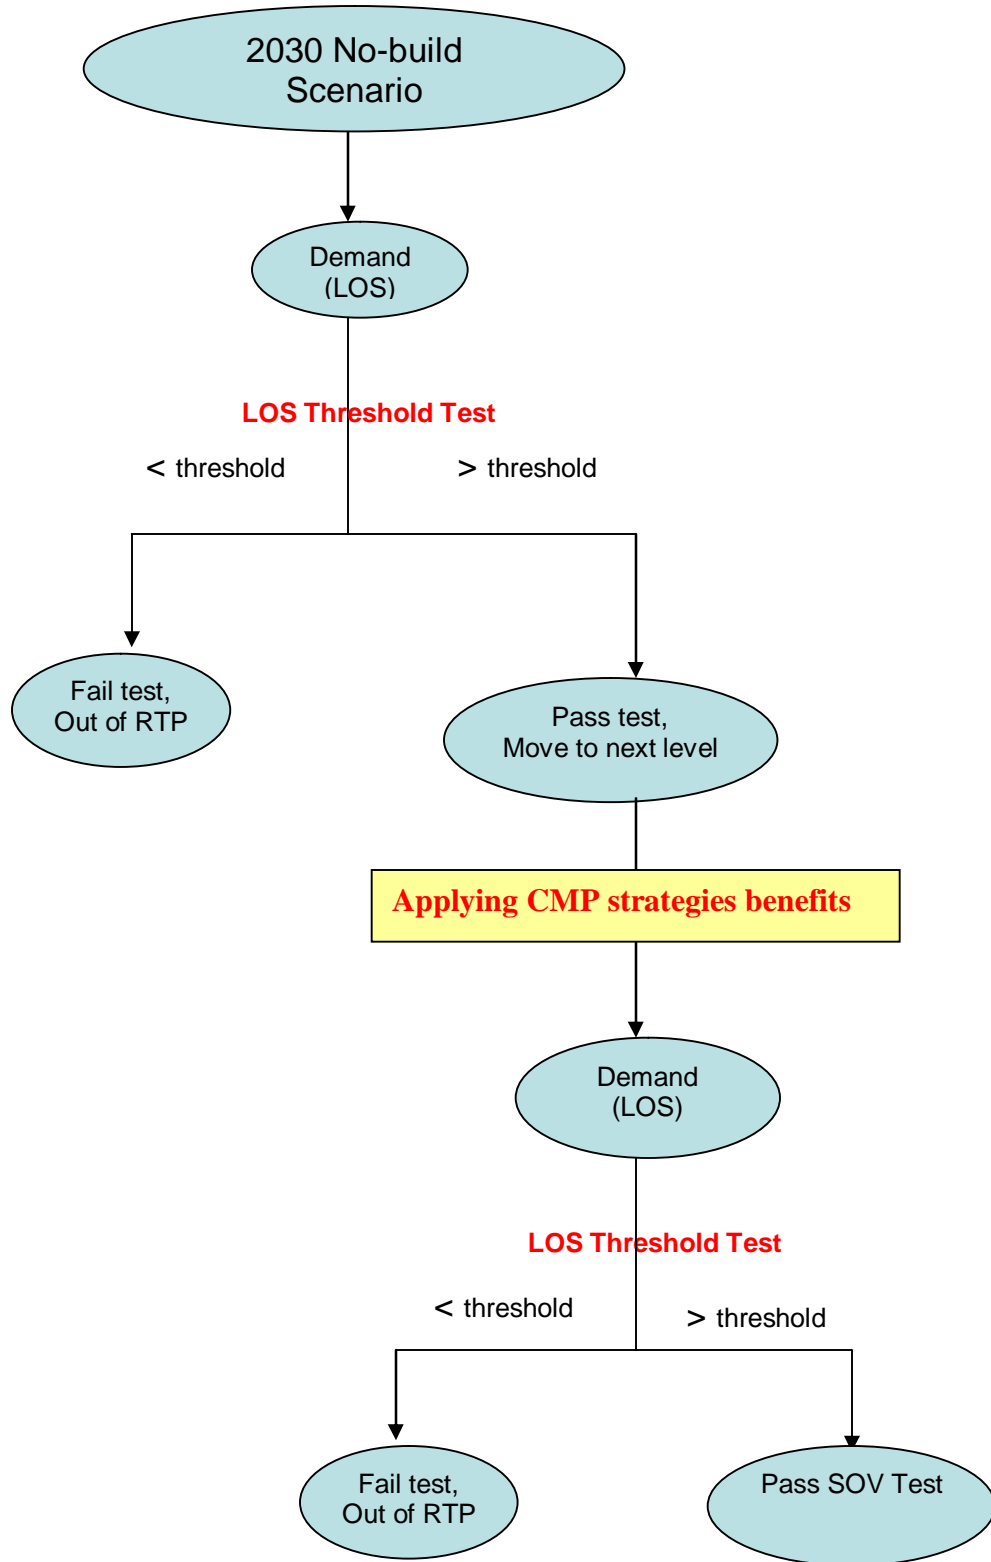 2030 No-build
Scenario
Demand
(LOS)
LOS Threshold Test
< threshold
> threshold
Fail test,
Out of RTP
Pass test,
Move to next level
Applying CMP strategies benefits
Demand
(LOS)
LOS Threshold Test
< threshold
> threshold
Fail test,
Out of RTP
Pass SOV Test